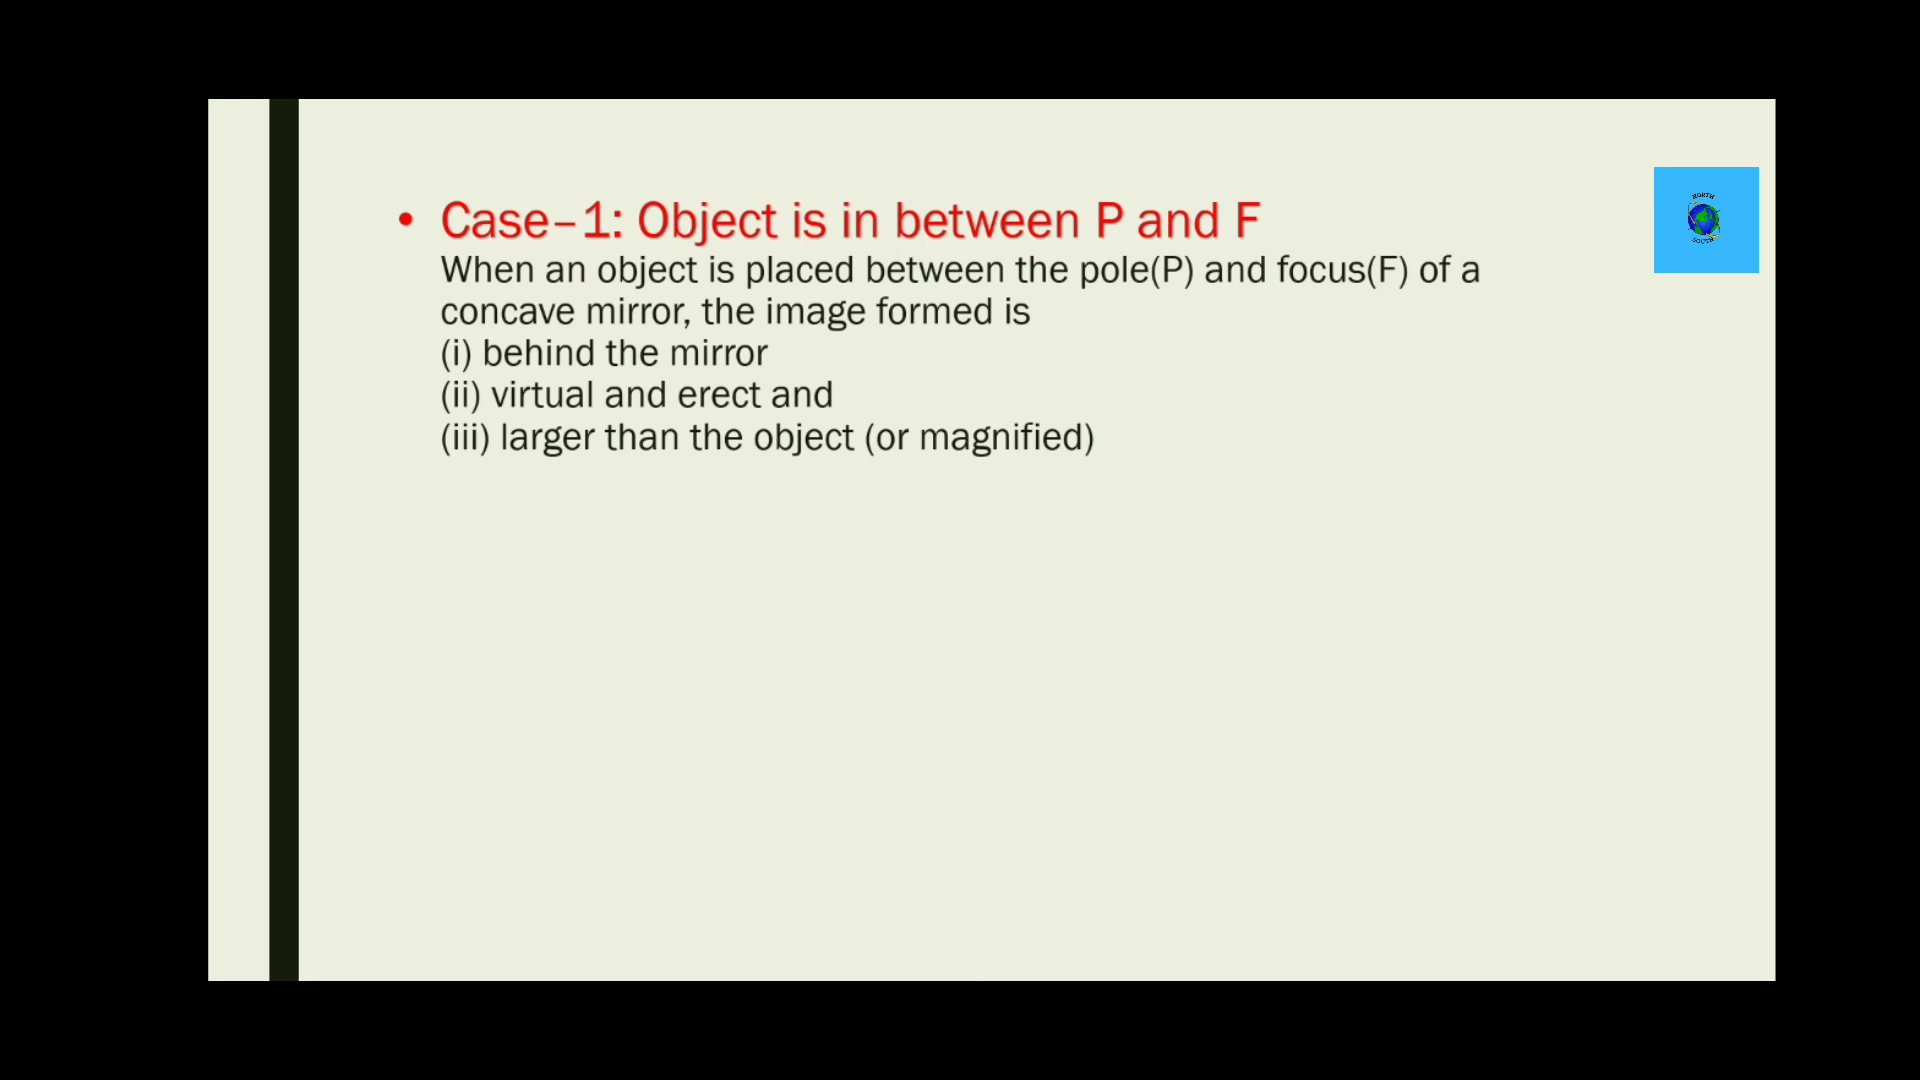 • Case–1: Object is in between P and F
When an object is placed between the pole(P) and focus(F) of a
concave mirror, the image formed is
(i) behind the mirror
(ii) virtual and erect and
(iii) larger than the object (or magnified)
NORTH
SOUTH